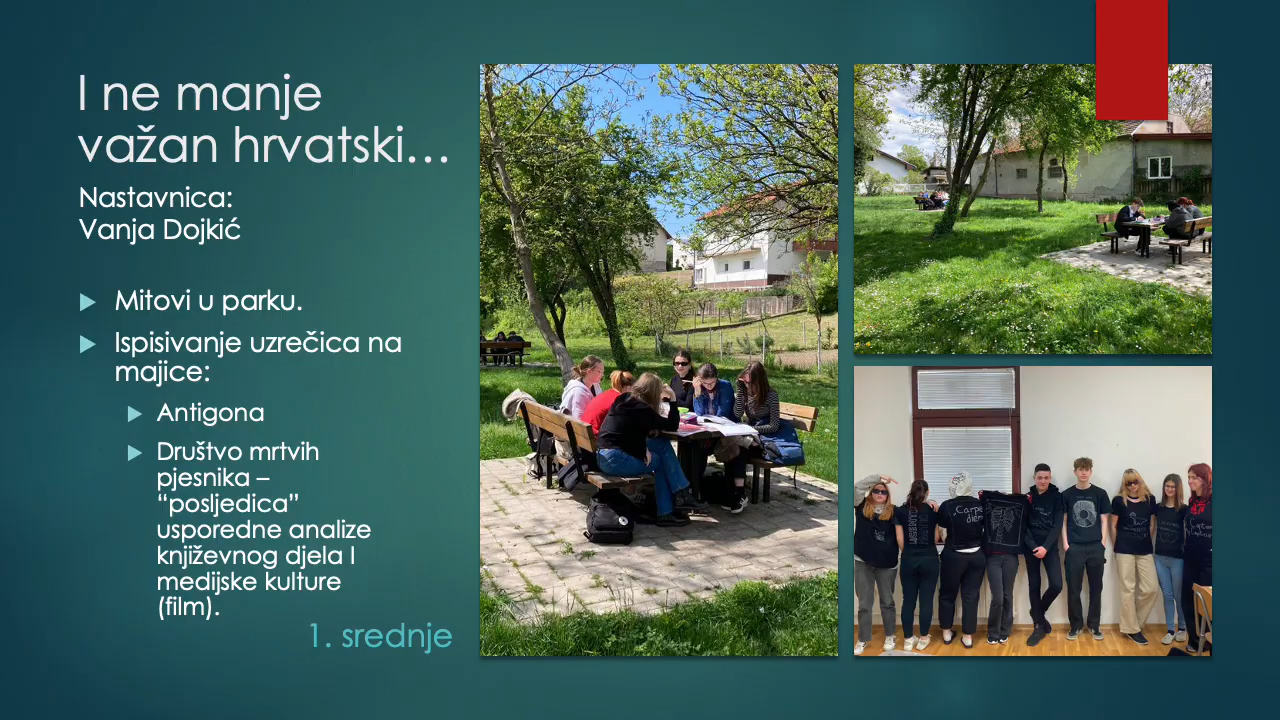 I ne manje
važan hrvatski…
Nastavnica:
Vanja Dojkić
Mitovi u parku.
Ispisivanje uzrečica na
majice:
Antigona
Društvo mrtvih
pjesnika –
“posljedica”
usporedne analize
književnog djela I
medijske kulture
(film).
1. srednje
Carpe
diem